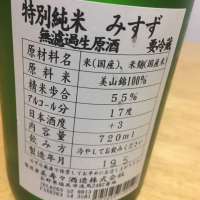 特別純米 みすず
無濾過生原酒 要冷蔵
原材料名 米(国産)、米麹(国産米)
原料米 美山錦100%
精米歩合 55%
アルコール分 17度
日本酒度 +3
内容量 720ml
飲み方 冷やしてお飲みください
製造年月 19.5